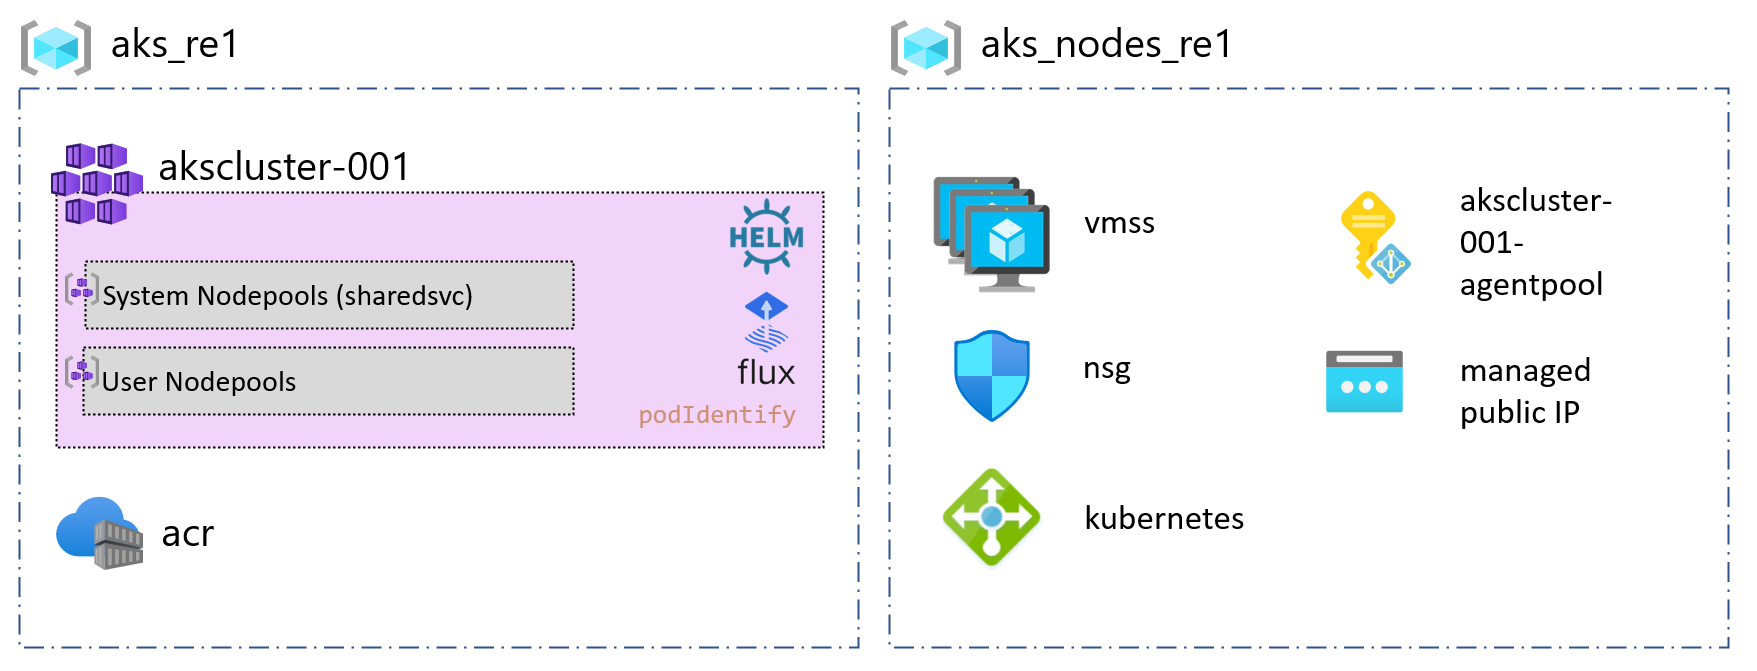 aks_re1
akscluster-001
HELM
System Nodepools (sharedsvc)
flux
User Nodepools
podIdentify
acr
aks_nodes_re1
vmss
akscluster-
001-
agentpool
nsg
managed
public IP
kubernetes